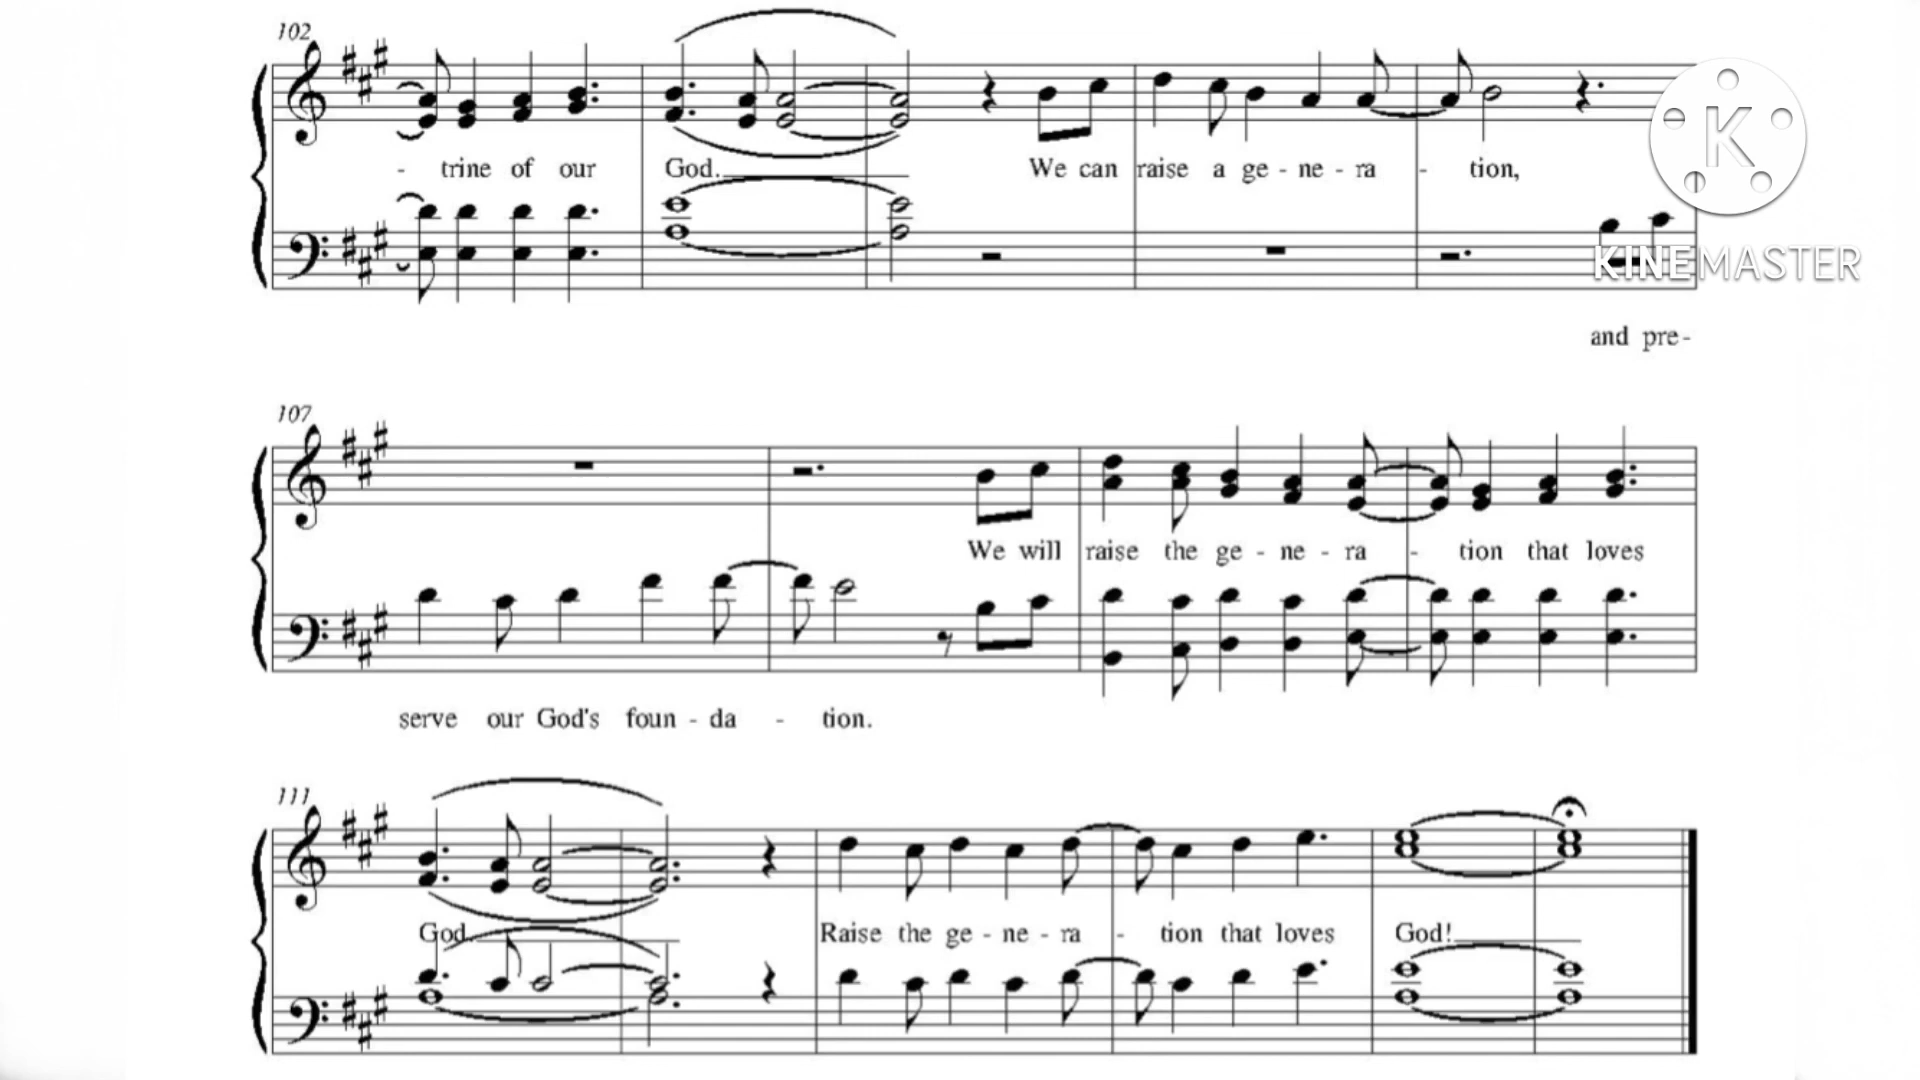 102
- trine of our God. We can raise a ge - ne - ra - tion,
K
KINEMASTER
and pre-
107
We will raise the ge - ne - ra - tion that loves
serve our God's foun - da - tion.
111
God. Raise the ge - ne - ra - tion that loves God!